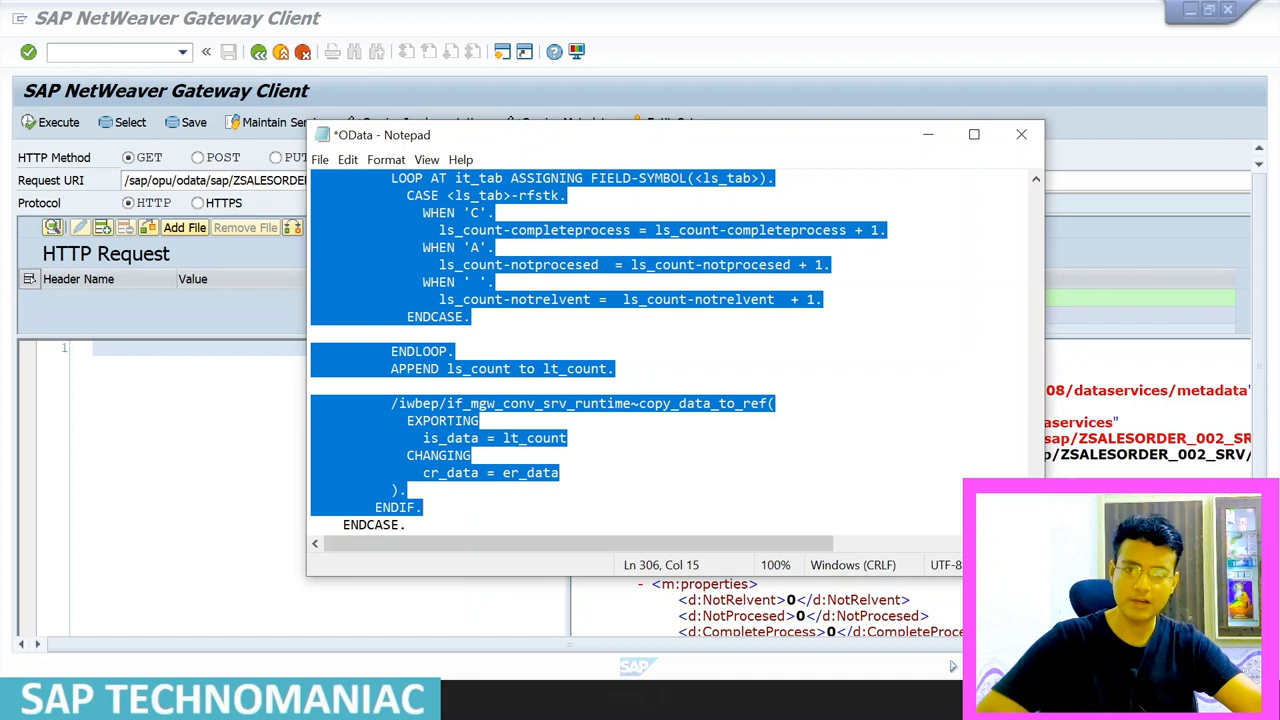 SAP NetWeaver Gateway Client
SAP NetWeaver Gateway Client
Execute Select Save
HTTP Method GET POST
Request URI /sap/opu/odata/sap/ZSALESORDER
Protocol HTTP HTTPS
Add File Remove File
HTTP Request
Header Name Value
1
*OData - Notepad
File Edit Format View Help
LOOP AT it_tab ASSIGNING FIELD-SYMBOL(<ls_tab>).
CASE <ls_tab>-rfstk.
WHEN 'C'.
ls_count-completeprocess = ls_count-completeprocess + 1.
WHEN 'A'.
ls_count-notprocesed  = ls_count-notprocesed + 1.
WHEN ' '.
ls_count-notrelvent =  ls_count-notrelvent  + 1.
ENDCASE.
ENDLOOP.
APPEND ls_count to lt_count.
/iwbep/if_mgw_conv_srv_runtime~copy_data_to_ref(
EXPORTING
is_data = lt_count
CHANGING
cr_data = er_data
).
ENDIF.
ENDCASE.
Ln 306, Col 15 100% Windows (CRLF) UTF-8
08/dataservices/metadata"
aservices"
sap/ZSALESORDER_002_SR
p/ZSALESORDER_002_SRV/
- <m:properties>
<d:NotRelvent>0</d:NotRelvent>
<d:NotProcesed>0</d:NotProcesed>
<d:CompleteProcess>0</d:CompleteProce
SAP
SAP TECHNOMANIAC